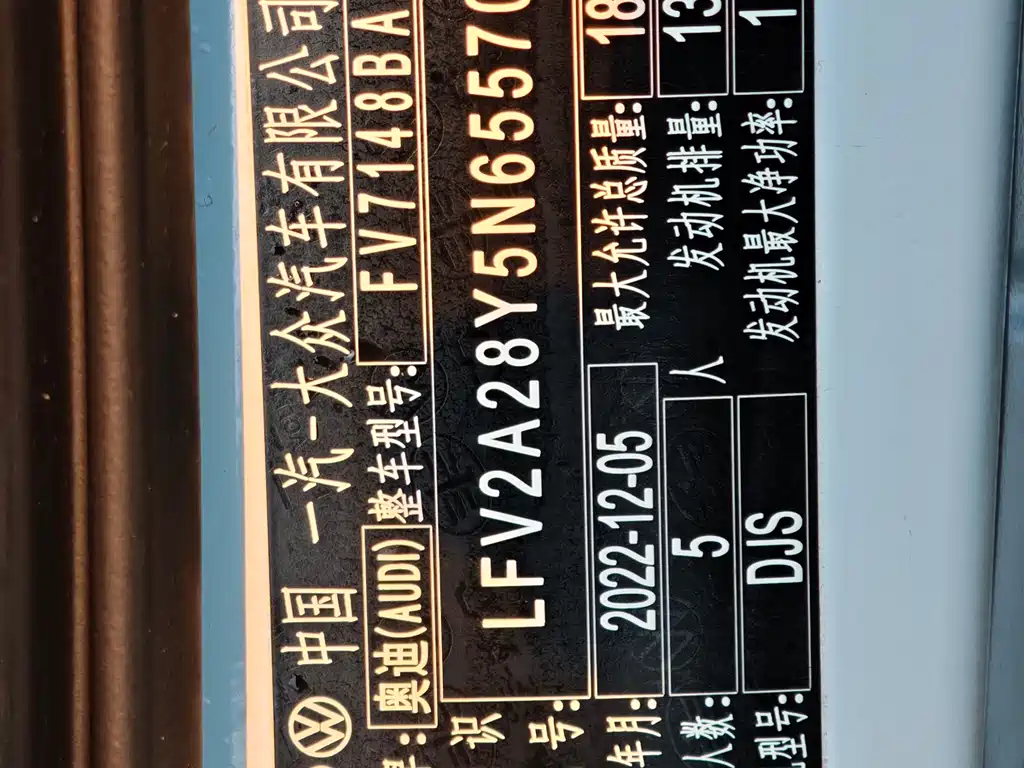 中国 一汽-大众汽车有限公司
奥迪(AUDI) 整车型号: FV7148BA
识 号: LFV2A28Y5N6557
年月: 2022-12-05 最大允许总质量: 18
人数: 5 人 发动机排量: 13
型号: DJS 发动机最大净功率: 1